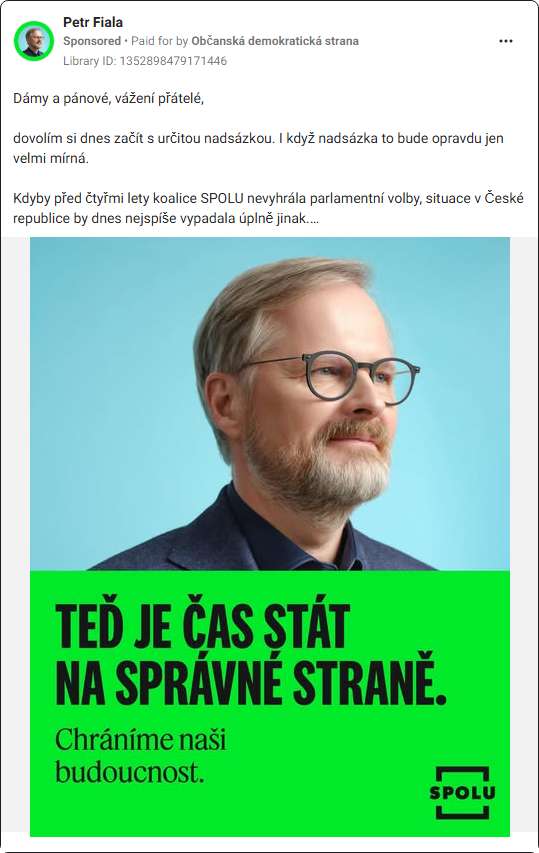 Petr Fiala
Sponsored • Paid for by Občanská demokratická strana
Library ID: 1352898479171446
Dámy a pánové, vážení přátelé,
dovolím si dnes začít s určitou nadsázkou. I když nadsázka to bude opravdu jen
velmi mírná.
Kdyby před čtyřmi lety koalice SPOLU nevyhrála parlamentní volby, situace v České
republice by dnes nejspíše vypadala úplně jinak....
TEĎ JE ČAS STÁT
NA SPRÁVNÉ STRANĚ.
Chráníme naši
budoucnost.
SPOLU